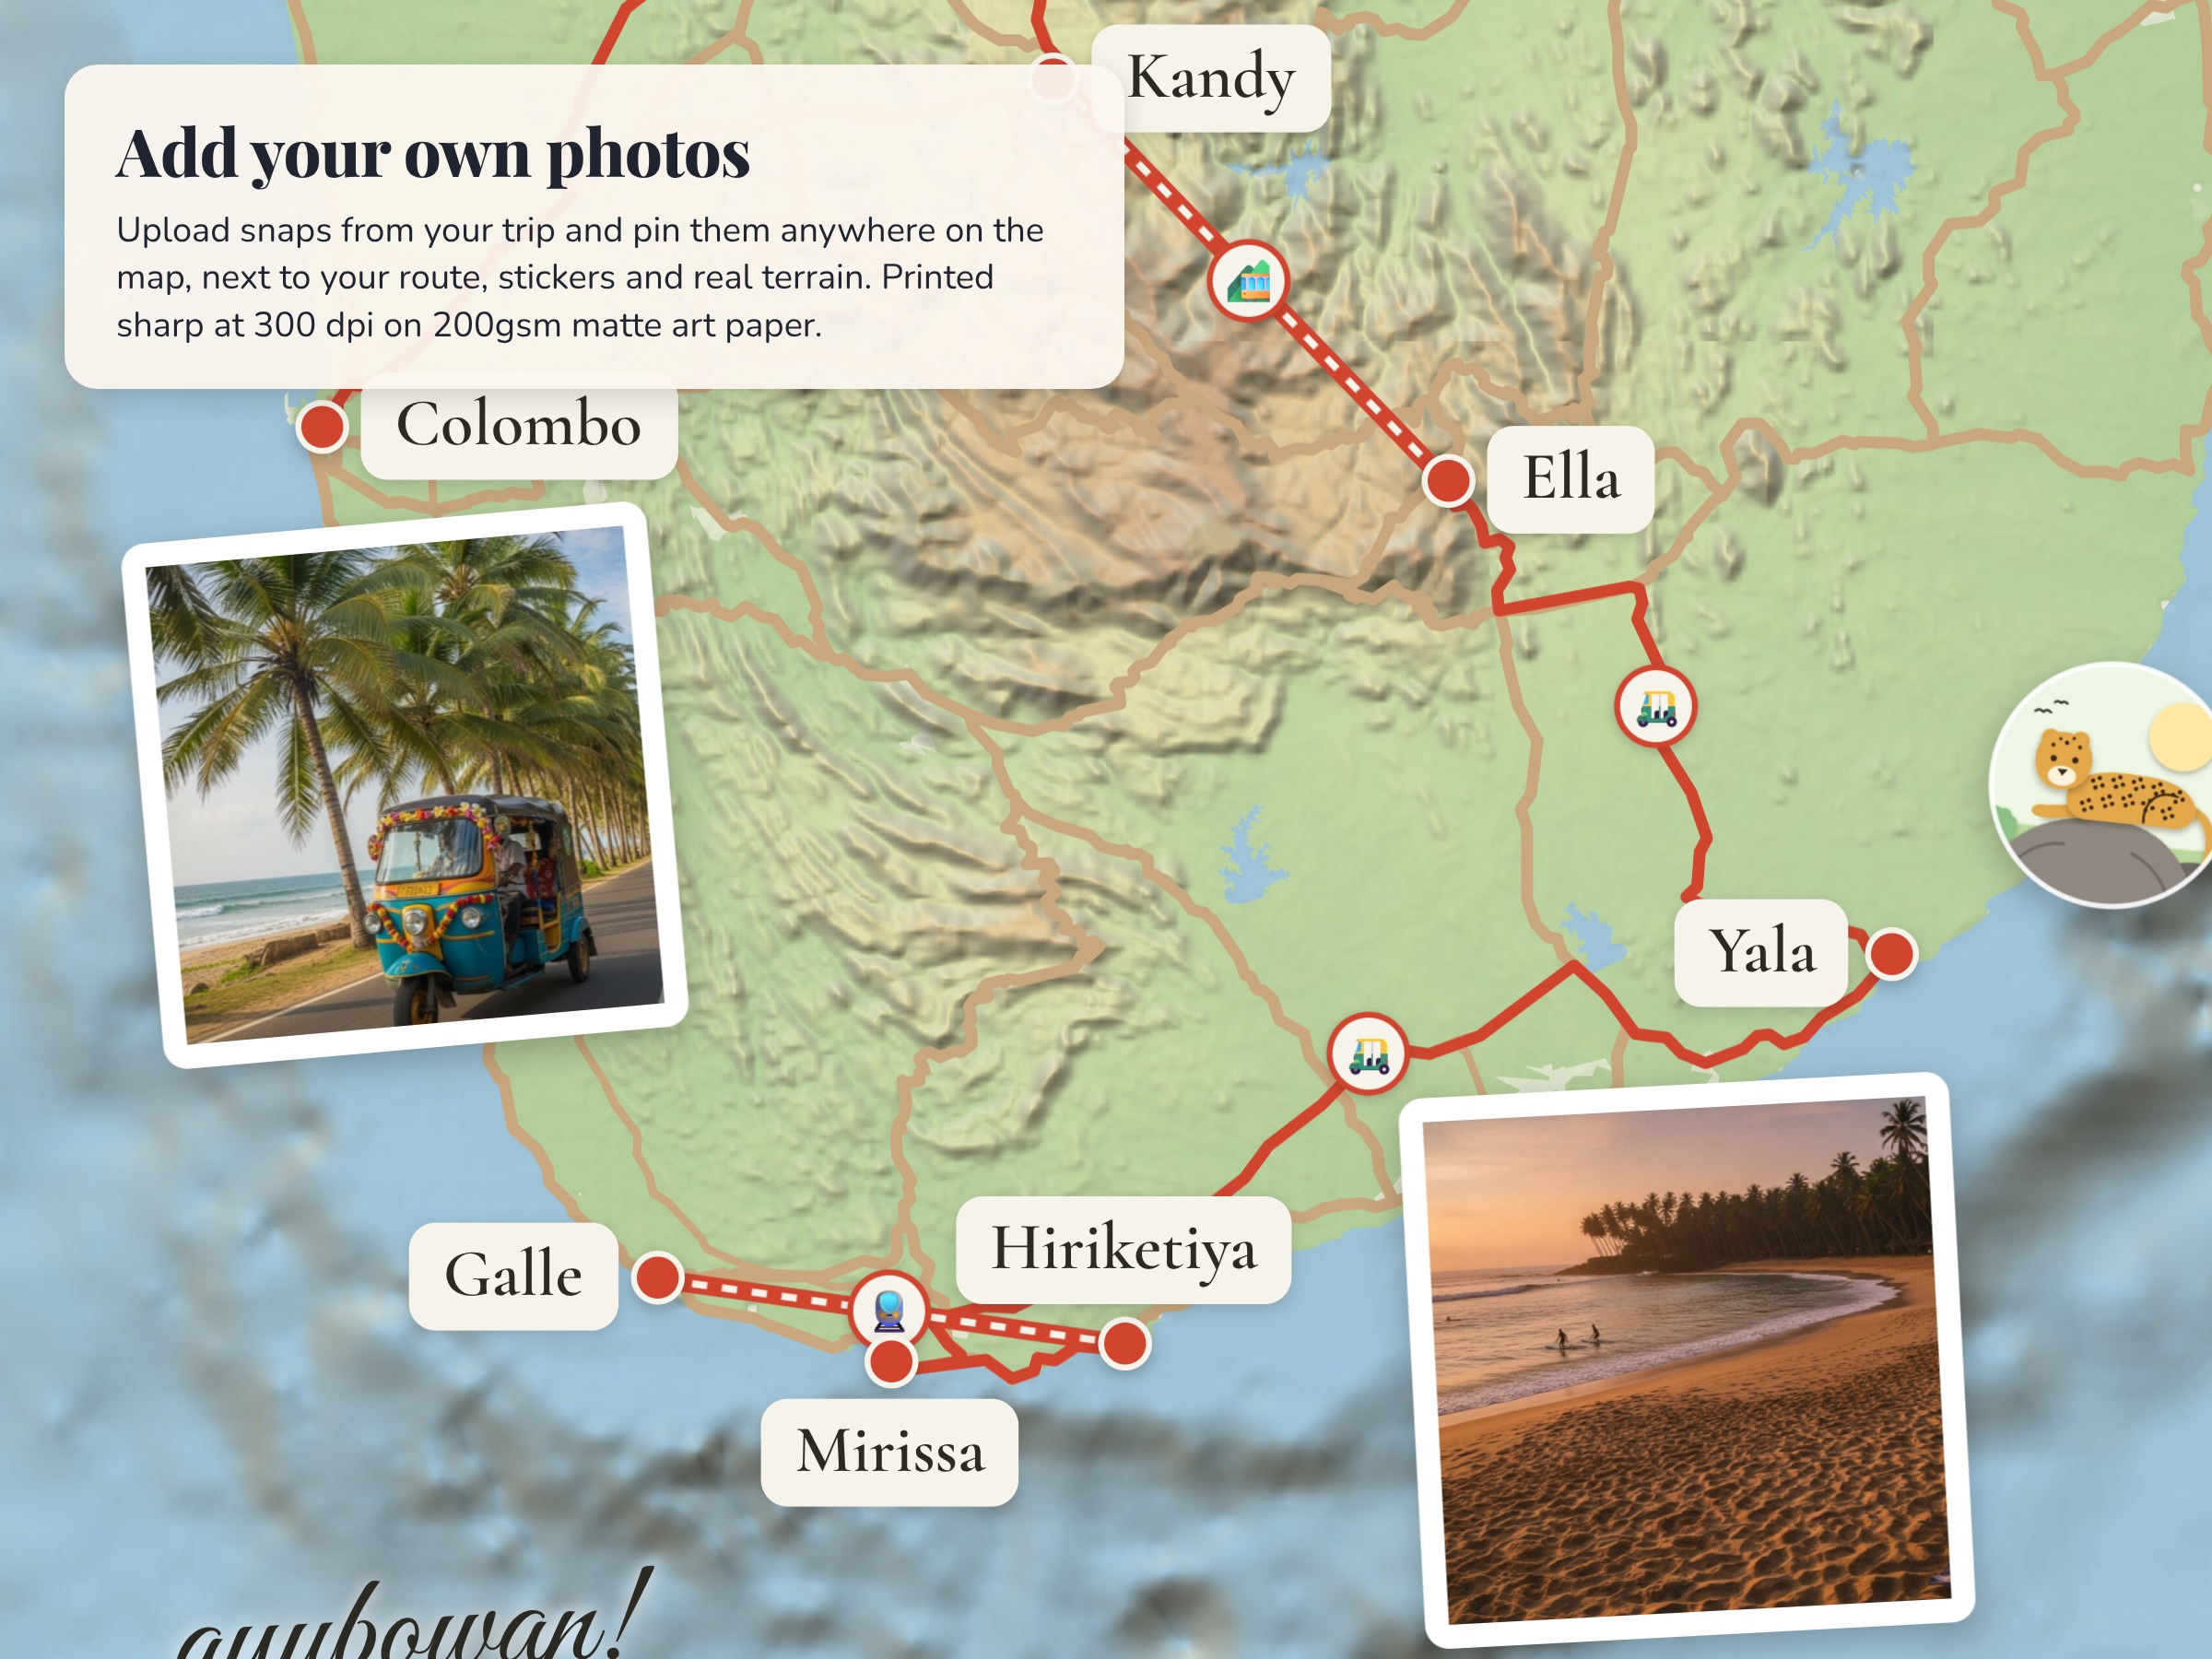 Kandy
Add your own photos
Upload snaps from your trip and pin them anywhere on the
map, next to your route, stickers and real terrain. Printed
sharp at 300 dpi on 200gsm matte art paper.
Colombo
Ella
Yala
Hiriketiya
Galle
Mirissa
ayubowan!